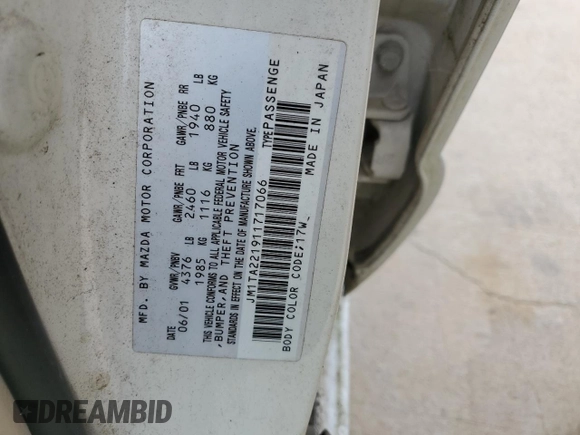 MFD. BY MAZDA MOTOR CORPORATION
DATE GVWR/PNBV GAWR/PNBE FRT GAWR/PNBE RR
06/01 4376 LB 2460 LB 1940 LB
1985 KG 1116 KG 880 KG
THIS VEHICLE CONFORMS TO ALL APPLICABLE FEDERAL MOTOR VEHICLE SAFETY
, BUMPER, AND THEFT PREVENTION
STANDARDS IN EFFECT ON THE DATE OF MANUFACTURE SHOWN ABOVE.
JM1TA221911717066 TYPE PASSENGE
BODY COLOR CODE;17W_ MADE IN JAPAN
DREAMBID